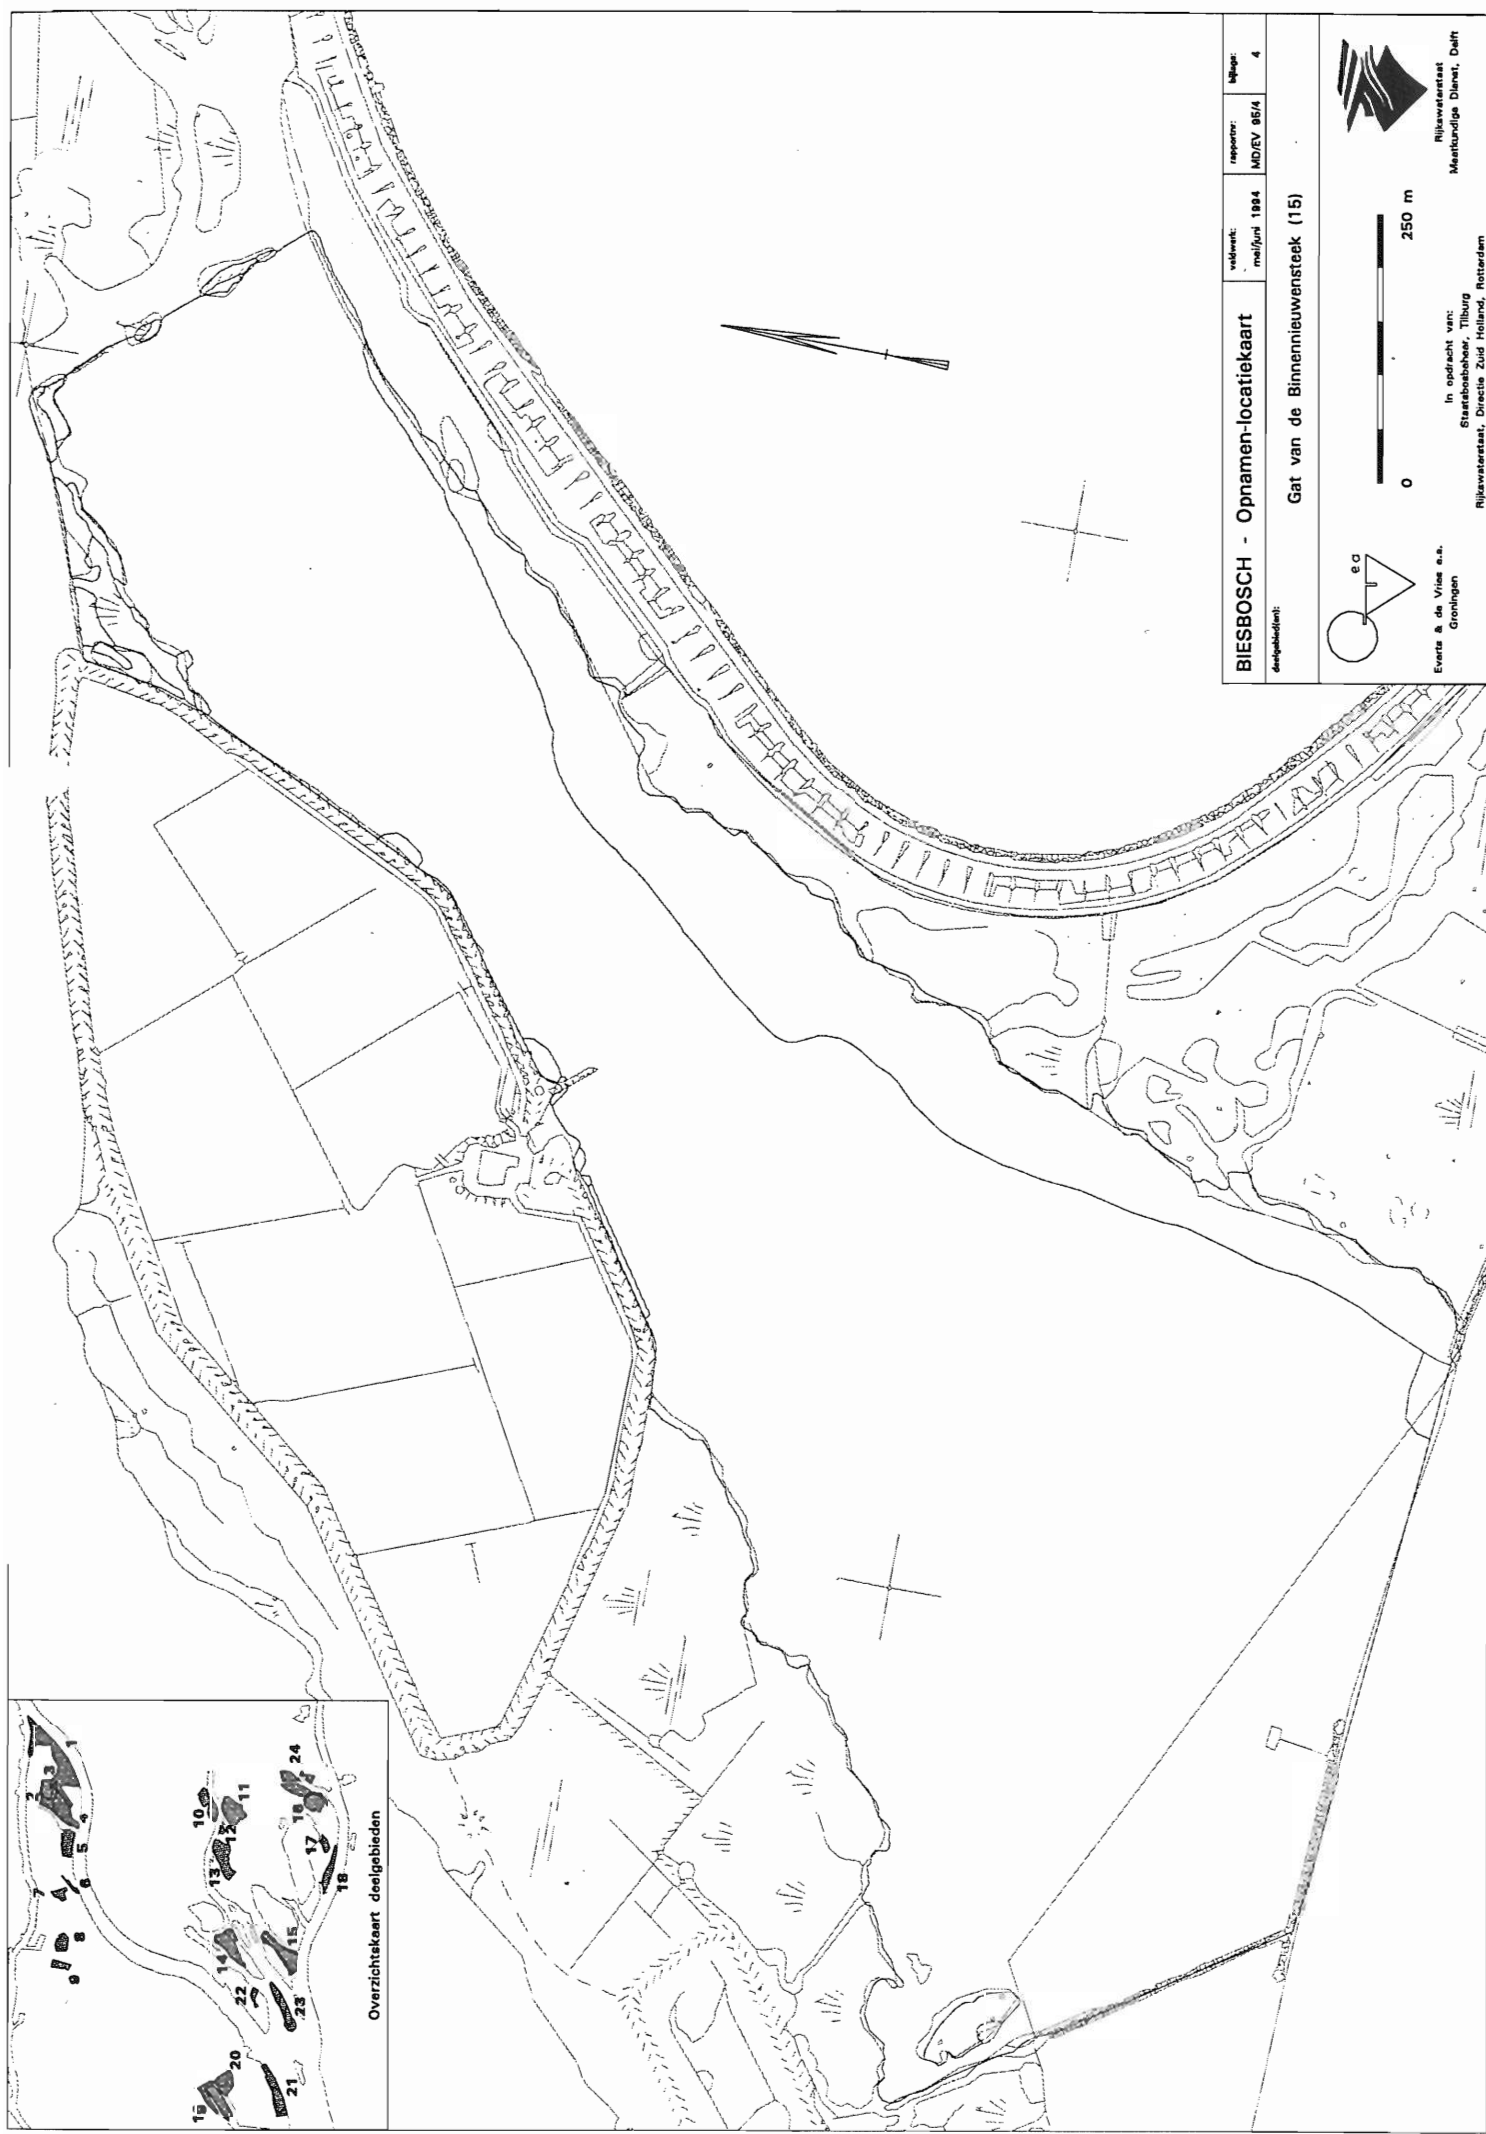 BIESBOSCH - Opnamen-locatiekaart
veldwerk:
mei/juni 1994
rapportnr:
MD/EV 95/4
bijlage:
4
deelgebied(en):
Gat van de Binnennieuwensteek (15)
e a
Everts & de Vries e.a.
Groningen
0
250 m
In opdracht van:
Staatsbosbeheer, Tilburg
Rijkswaterstaat, Directie Zuid Holland, Rotterdam
Rijkswaterstaat
Meetkundige Dienst, Delft
1
2
3
4
5
6
7
8
9
10
11
12
13
14
15
16
17
18
19
20
21
22
23
24
Overzichtskaart deelgebieden